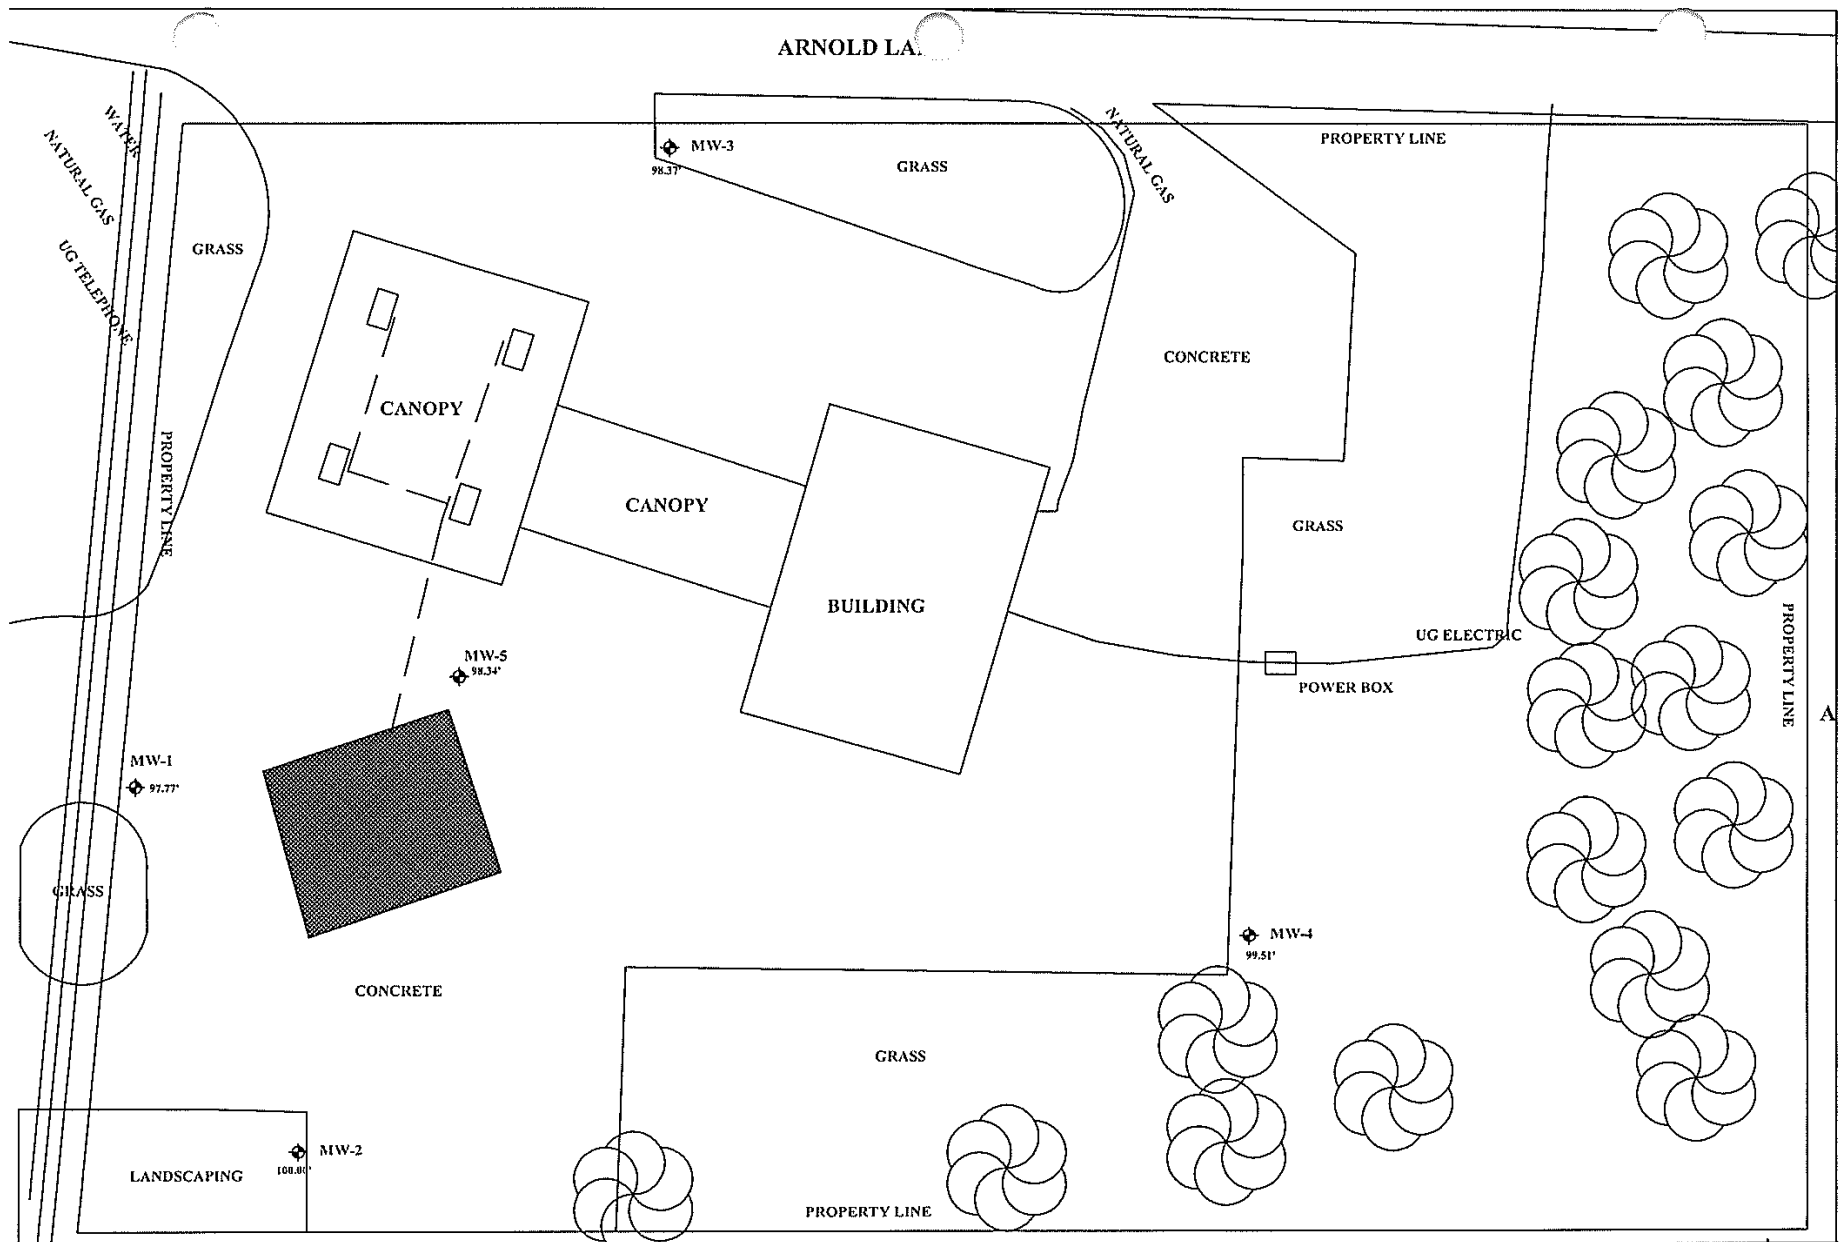 ARNOLD LA
WATER
NATURAL GAS
UG TELEPHONE
GRASS
PROPERTY LINE
MW-3
98.37'
GRASS
NATURAL GAS
PROPERTY LINE
CANOPY
CANOPY
CONCRETE
GRASS
BUILDING
UG ELECTRIC
POWER BOX
PROPERTY LINE
A
MW-5
98.34'
MW-1
97.77'
GRASS
CONCRETE
MW-4
99.51'
GRASS
MW-2
LANDSCAPING
PROPERTY LINE